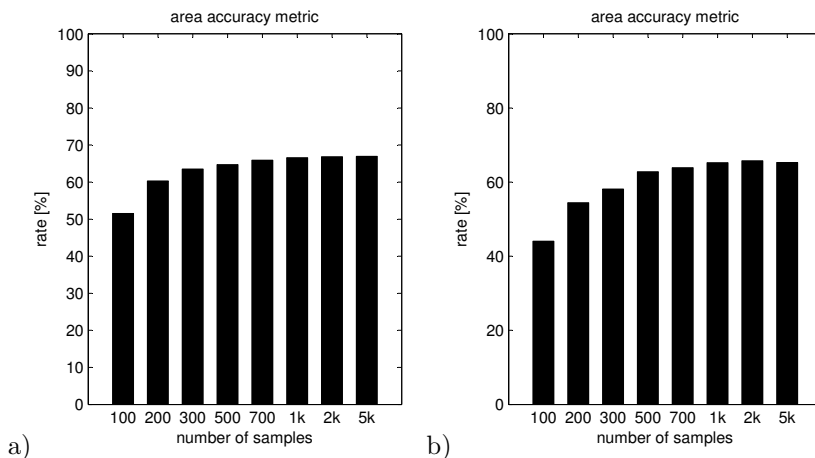 area accuracy metric
100
90
80
70
60
50
40
30
20
10
0
rate [%]
100 200 300 500 700 1k 2k 5k
number of samples
a)
area accuracy metric
100
80
60
40
20
0
rate [%]
100 200 300 500 700 1k 2k 5k
number of samples
b)